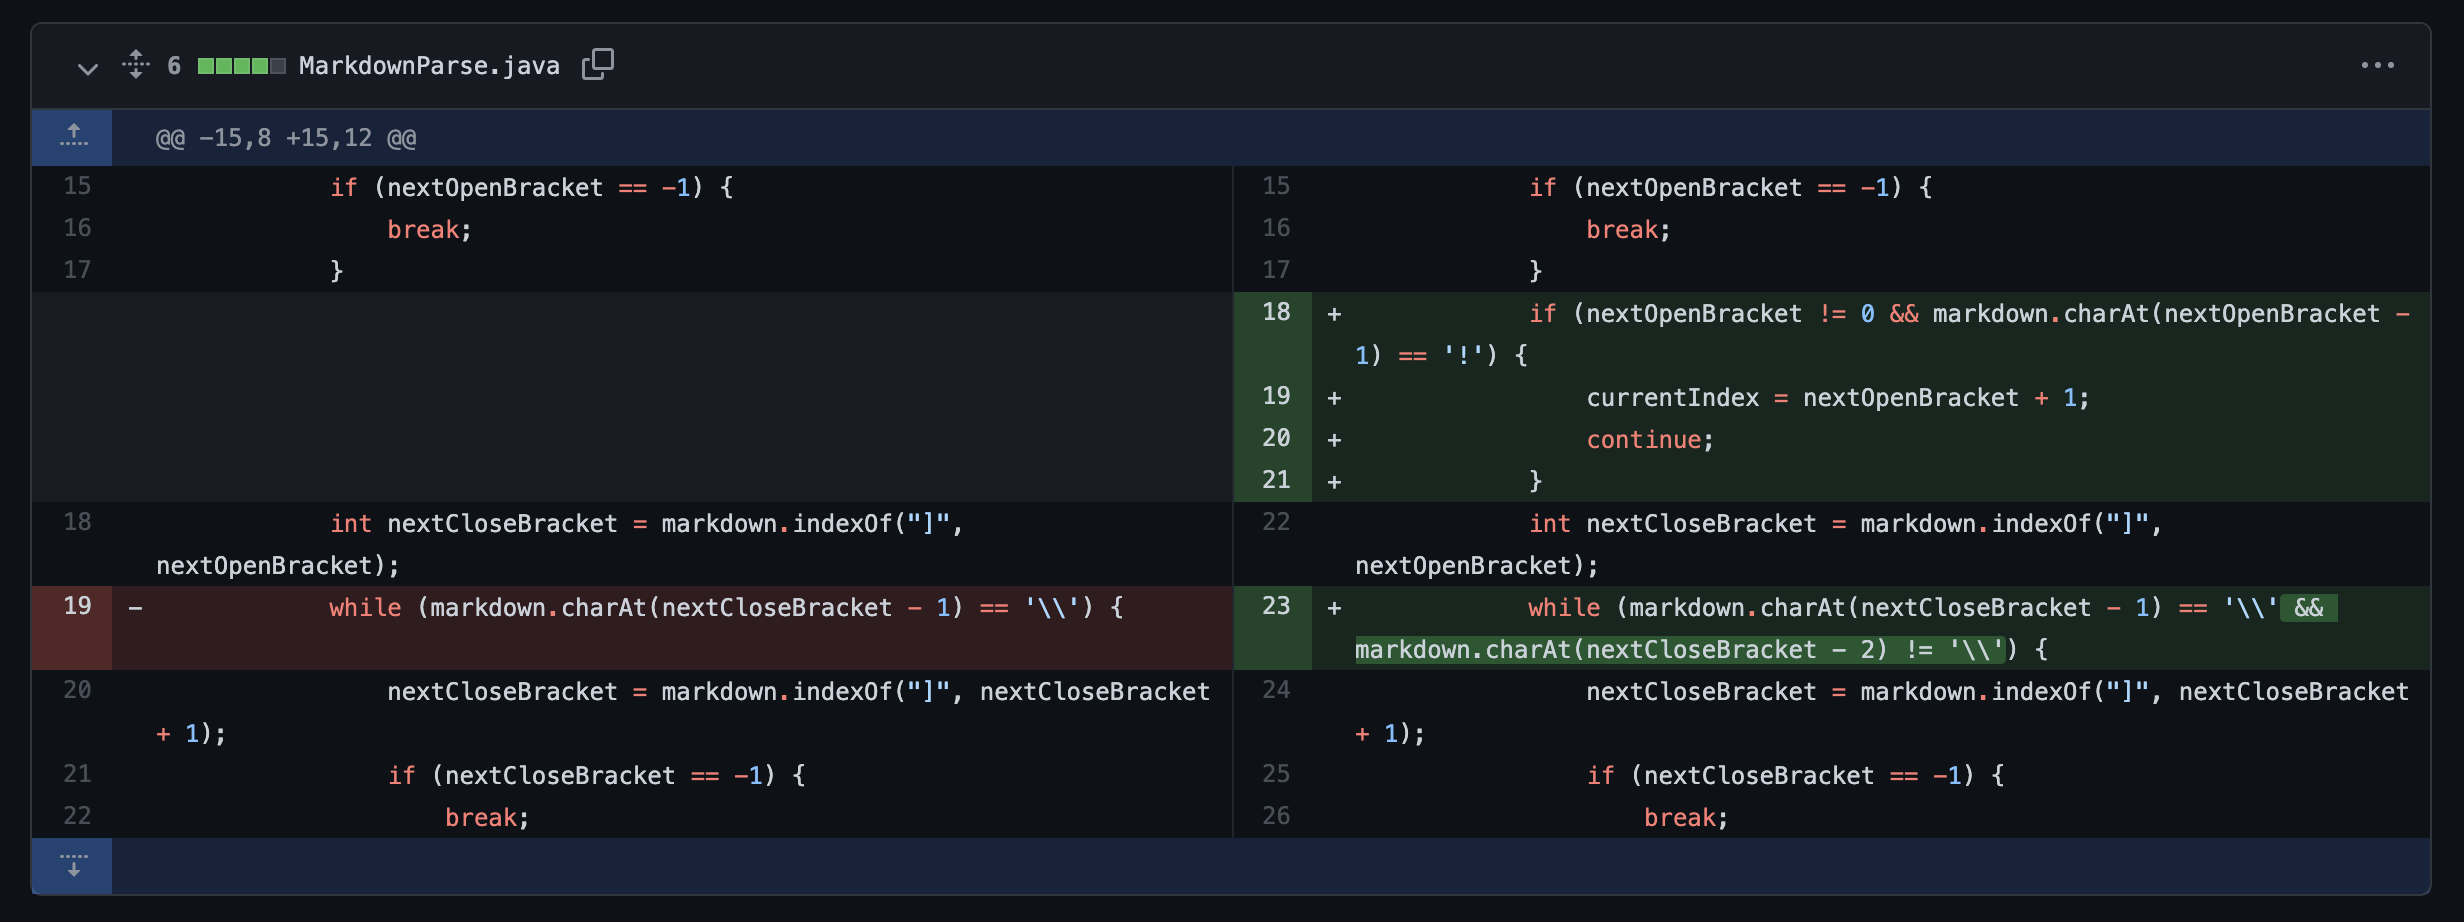 6 MarkdownParse.java
@@ -15,8 +15,12 @@
15 if (nextOpenBracket == -1) {
16 break;
17 }
18 int nextCloseBracket = markdown.indexOf("]",
nextOpenBracket);
19 - while (markdown.charAt(nextCloseBracket - 1) == '\\') {
20 nextCloseBracket = markdown.indexOf("]", nextCloseBracket
+ 1);
21 if (nextCloseBracket == -1) {
22 break;
15 if (nextOpenBracket == -1) {
16 break;
17 }
18 + if (nextOpenBracket != 0 && markdown.charAt(nextOpenBracket -
1) == '!') {
19 + currentIndex = nextOpenBracket + 1;
20 + continue;
21 + }
22 int nextCloseBracket = markdown.indexOf("]",
nextOpenBracket);
23 + while (markdown.charAt(nextCloseBracket - 1) == '\\' &&
markdown.charAt(nextCloseBracket - 2) != '\\') {
24 nextCloseBracket = markdown.indexOf("]", nextCloseBracket
+ 1);
25 if (nextCloseBracket == -1) {
26 break;